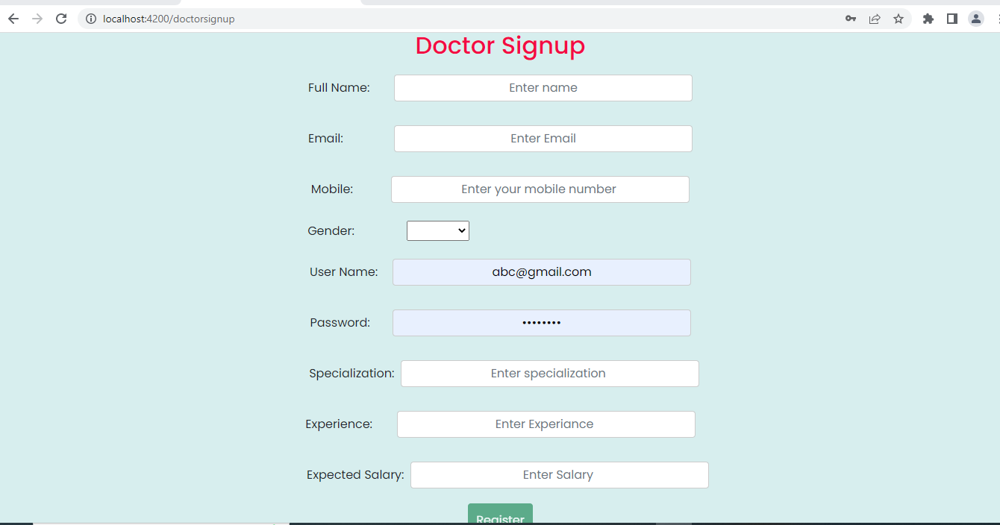 localhost:4200/doctorsignup
Doctor Signup
Full Name: Enter name
Email: Enter Email
Mobile: Enter your mobile number
Gender:
User Name: abc@gmail.com
Password: ••••••••
Specialization: Enter specialization
Experience: Enter Experiance
Expected Salary: Enter Salary
Register